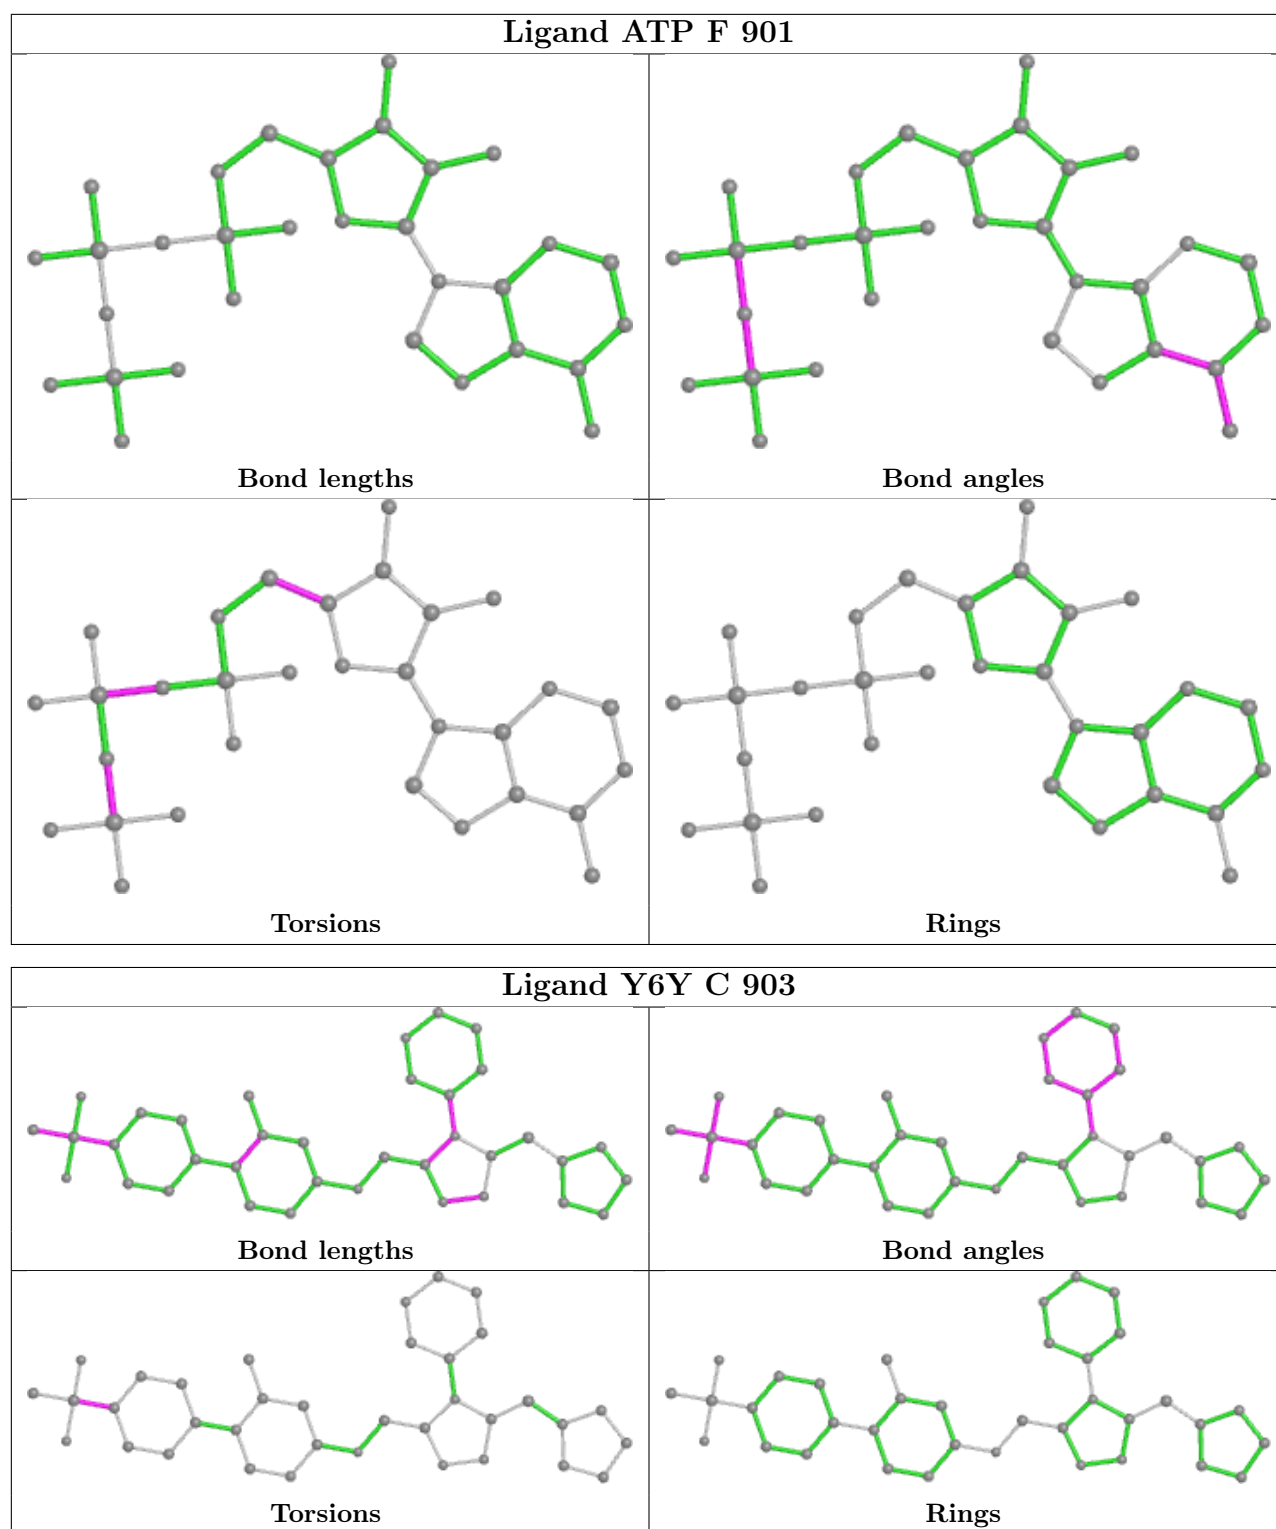 Ligand ATP F 901
Bond lengths
Bond angles
Torsions
Rings
Ligand Y6Y C 903
Bond lengths
Bond angles
Torsions
Rings